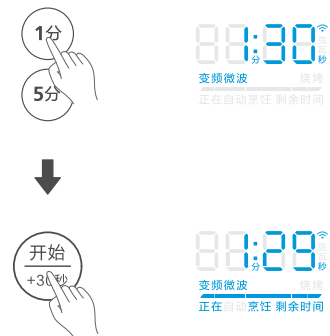 1分
5分
1:30
分 秒
变频微波 烧烤
正在自动烹饪 剩余时间
开始
+30秒
1:29
分 秒
变频微波 烧烤
正在自动烹饪 剩余时间